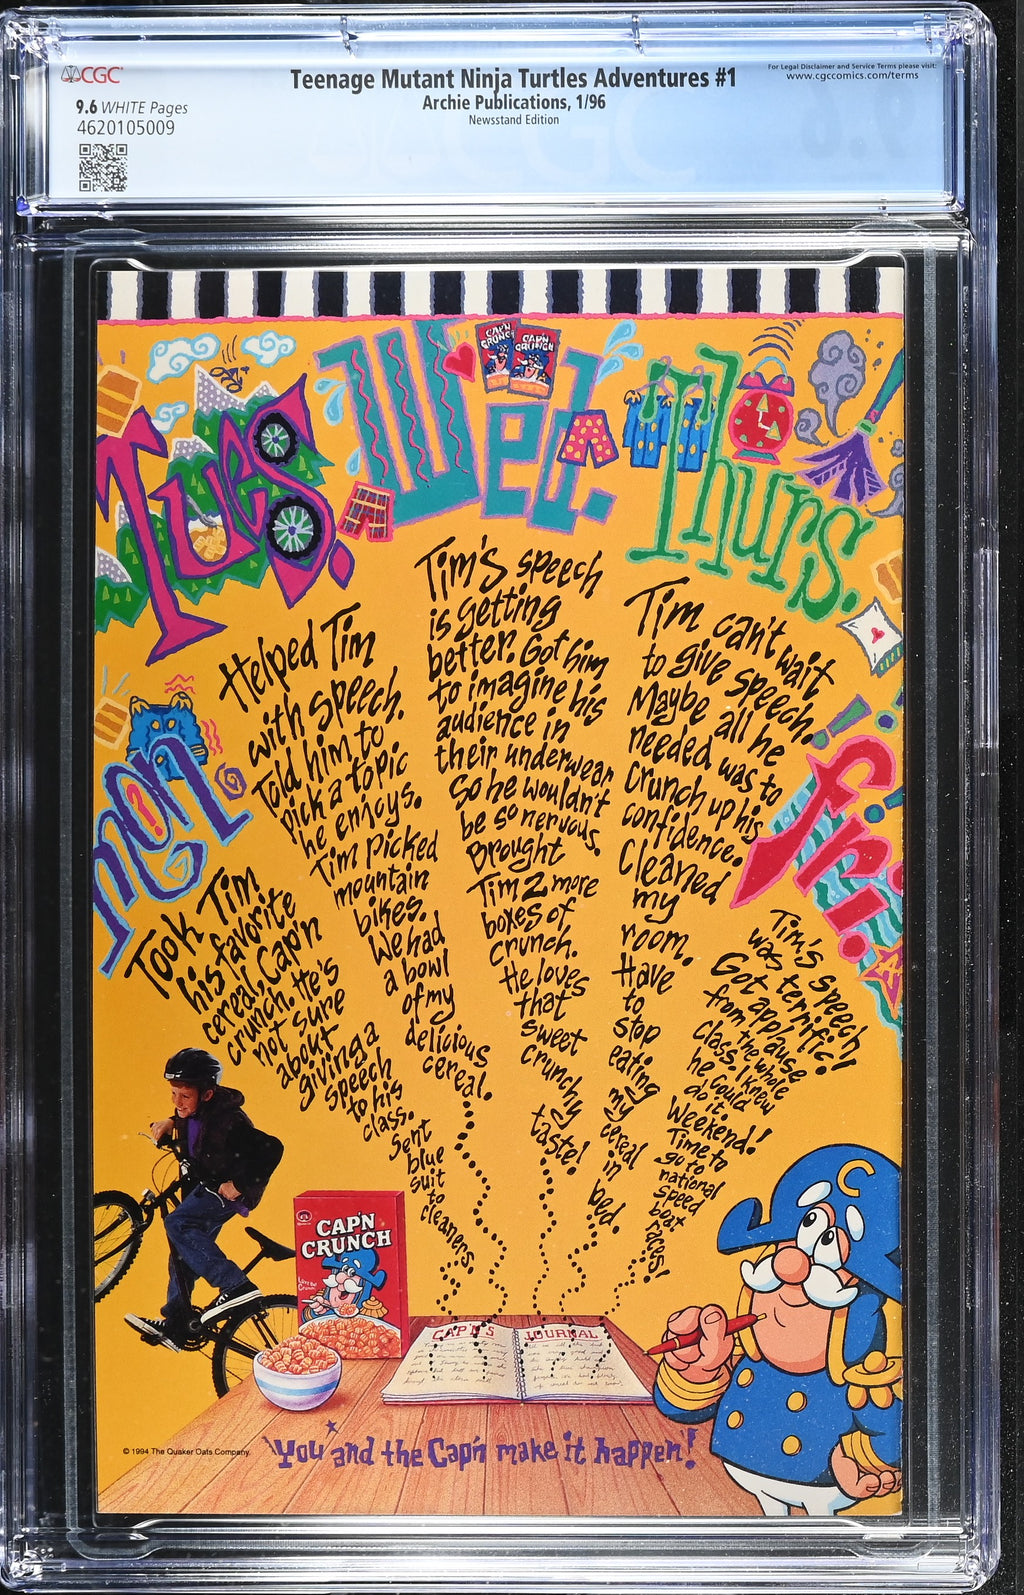 CGC
Teenage Mutant Ninja Turtles Adventures #1
For Legal Disclaimer and Service Terms please visit:
www.cgccomics.com/terms
9.6 WHITE Pages
Archie Publications, 1/96
4620105009
Newsstand Edition
Mon.
Took Tim
his favorite
cereal, Cap'n
crunch. He's
not sure
about
giving a
speech
to his
class.
Sent
blue
suit
to
cleaners.
Tues.
Helped Tim
with speech.
Told him to
pick a topic
he enjoys.
Tim picked
mountain
bikes.
We had
a bowl
of my
delicious
cereal.
Wed.
CAP'N
CRUNCH
CAP'N
CRUNCH
Tim's speech
is getting
better. Got him
to imagine his
audience in
their underwear
so he wouldn't
be so nervous.
Brought
Tim 2 more
boxes of
crunch.
He loves
that
sweet
crunchy
taste!
Thurs.
Tim can't wait
to give speech.
Maybe all he
needed was to
crunch up his
confidence.
Cleaned
my
room.
Have
to
stop
eating
my
cereal
in
bed.
Fri.
Tim's speech
was terrific!
Got applause
from the whole
class. I knew
he could
do it.
Weekend!
Time to
go to
national
speed
boat
races!
CAP'N
CRUNCH
CAP'N'S JOURNAL
C
© 1994 The Quaker Oats Company.
You and the Cap'n make it happen!